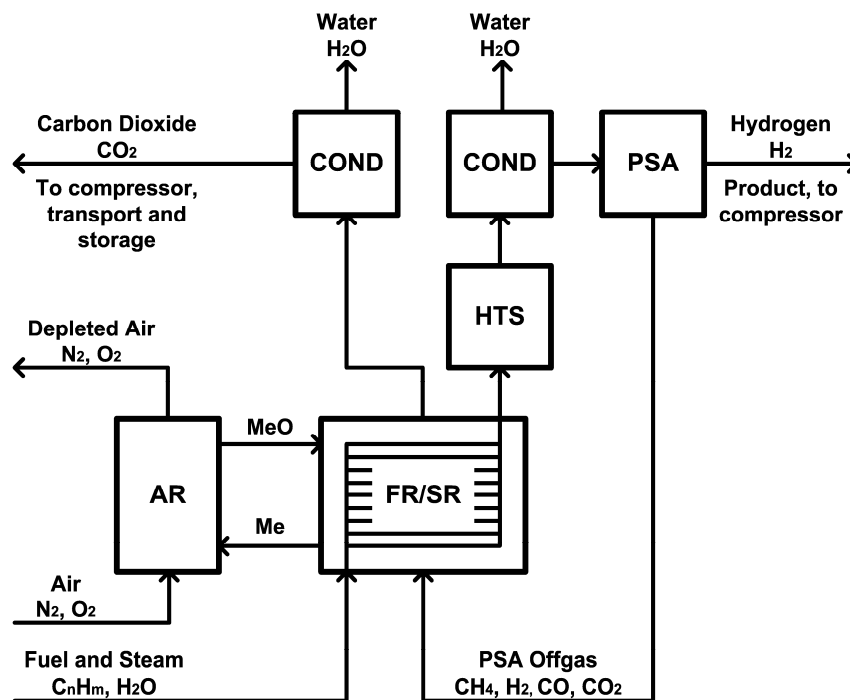 Water
H₂O
Water
H₂O
Carbon Dioxide
CO₂
To compressor,
transport and
storage
COND
COND
PSA
Hydrogen
H₂
Product, to
compressor
HTS
Depleted Air
N₂, O₂
MeO
AR
FR/SR
Me
Air
N₂, O₂
Fuel and Steam
CnHm, H₂O
PSA Offgas
CH₄, H₂, CO, CO₂